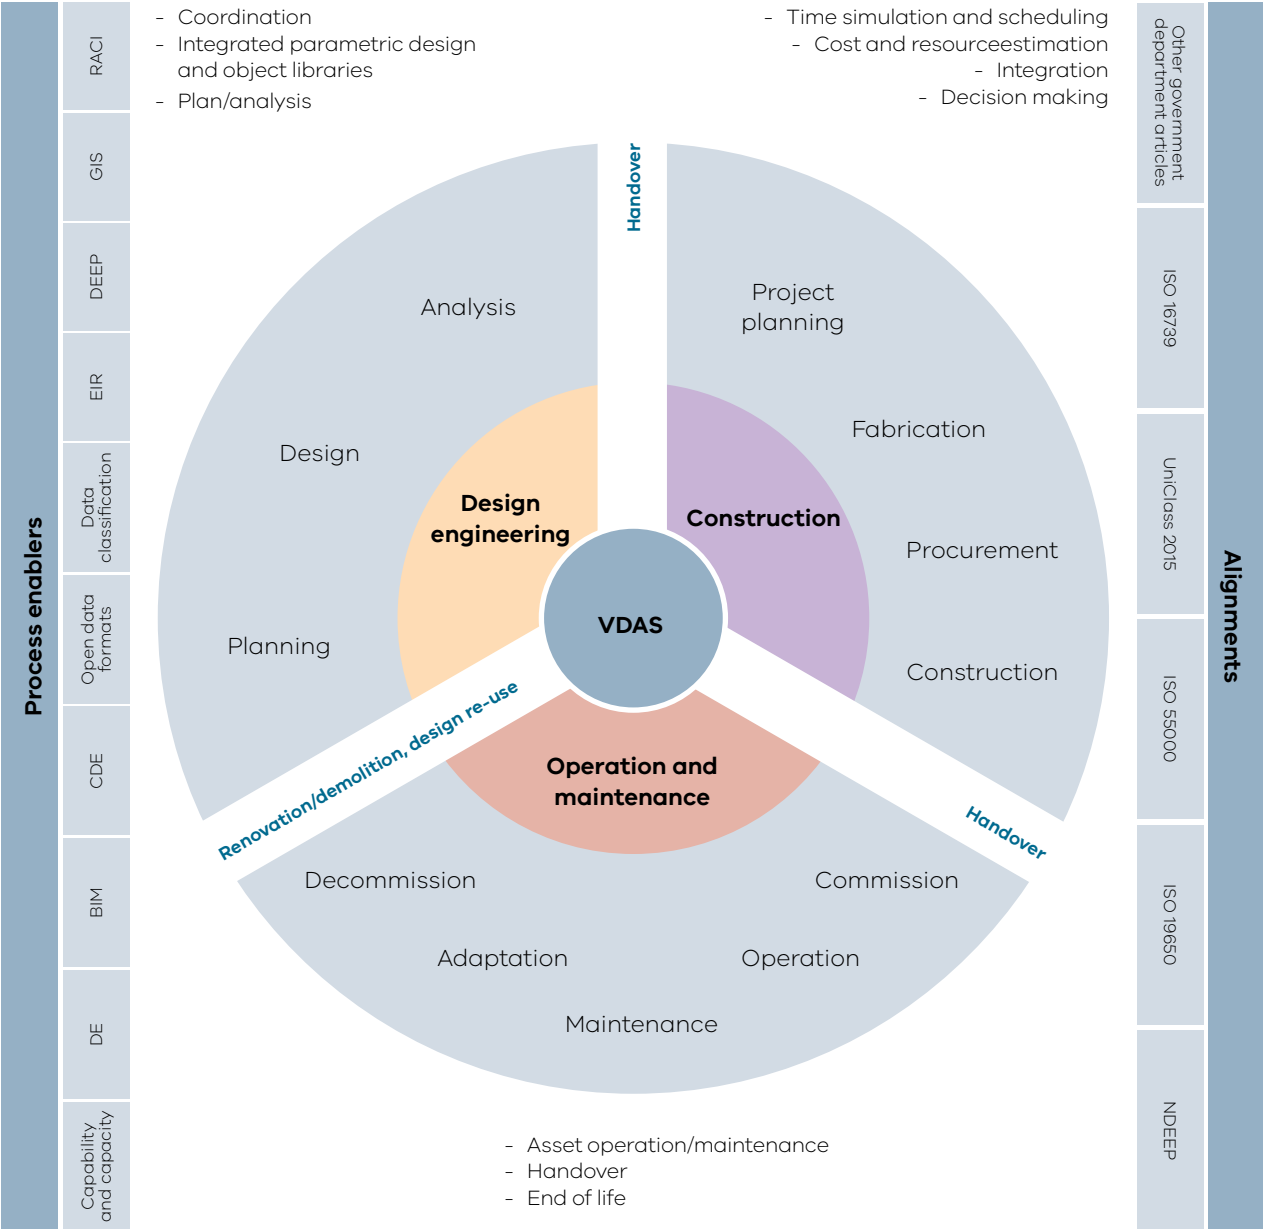 Process enablers
RACI
GIS
DEEP
EIR
Data
classification
Open data
formats
CDE
BIM
DE
Capability
and capacity
- Coordination
- Integrated parametric design
and object libraries
- Plan/analysis
- Time simulation and scheduling
- Cost and resourceestimation
- Integration
- Decision making
Handover
Analysis
Design
Planning
Design
engineering
Project
planning
Fabrication
Procurement
Construction
Construction
VDAS
Renovation/demolition, design re-use
Handover
Operation and
maintenance
Decommission
Commission
Adaptation
Operation
Maintenance
- Asset operation/maintenance
- Handover
- End of life
Other government
department articles
ISO 16739
UniClass 2015
ISO 55000
ISO 19650
NDEEP
Alignments